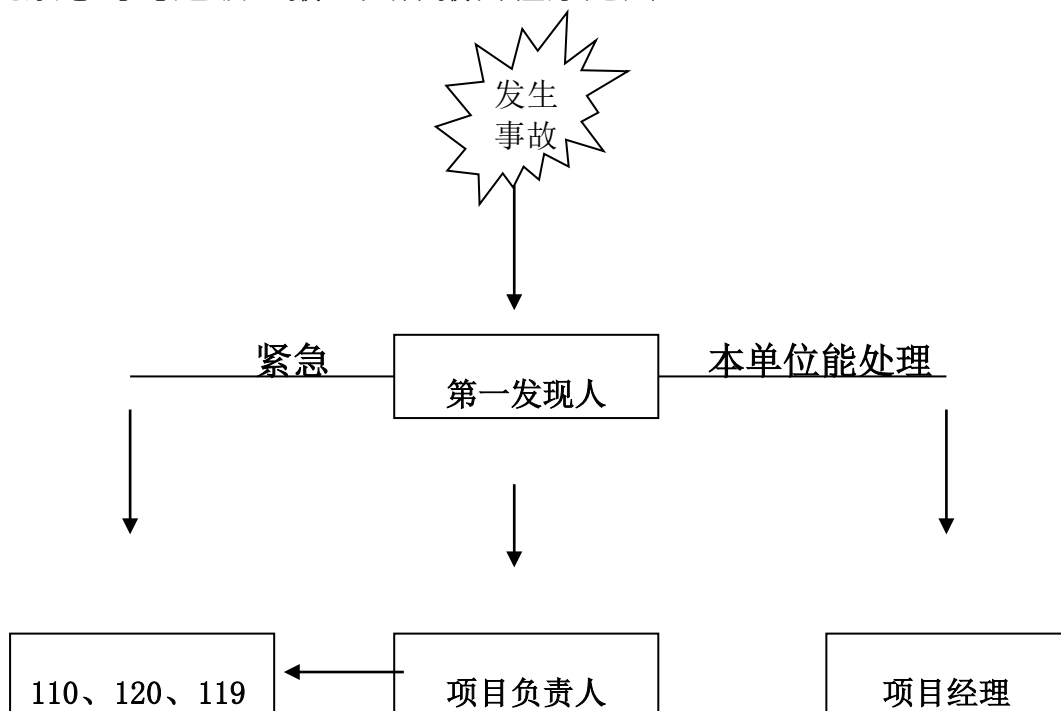 发生
事故
紧急
本单位能处理
第一发现人
110、120、119
项目负责人
项目经理